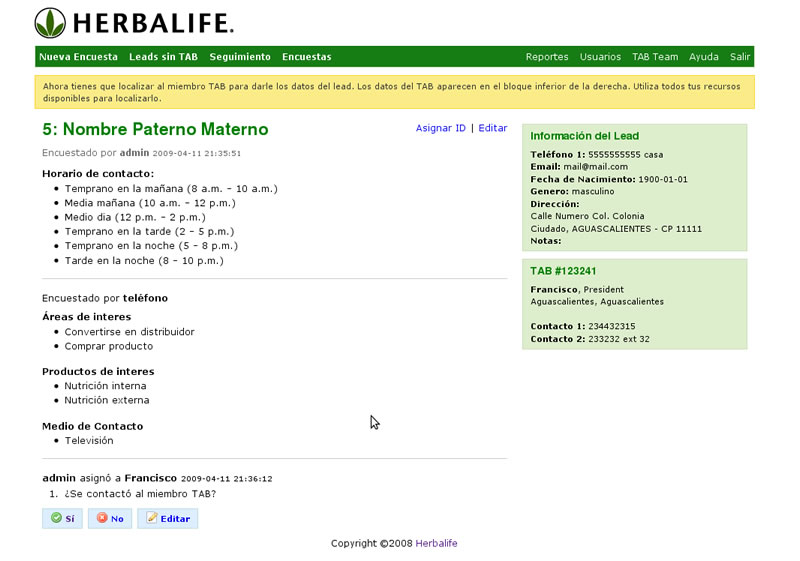 HERBALIFE.
Nueva Encuesta Leads sin TAB Seguimiento Encuestas Reportes Usuarios TAB Team Ayuda Salir
Ahora tienes que localizar al miembro TAB para darle los datos del lead. Los datos del TAB aparecen en el bloque inferior de la derecha. Utiliza todos tus recursos
disponibles para localizarlo.
5: Nombre Paterno Materno
Asignar ID | Editar
Encuestado por admin 2009-04-11 21:35:51
Horario de contacto:
• Temprano en la mañana (8 a.m. - 10 a.m.)
• Media mañana (10 a.m. - 12 p.m.)
• Medio dia (12 p.m. - 2 p.m.)
• Temprano en la tarde (2 - 5 p.m.)
• Temprano en la noche (5 - 8 p.m.)
• Tarde en la noche (8 - 10 p.m.)
Encuestado por teléfono
Áreas de interes
• Convertirse en distribuidor
• Comprar producto
Productos de interes
• Nutrición interna
• Nutrición externa
Medio de Contacto
• Televisión
admin asignó a Francisco 2009-04-11 21:36:12
1. ¿Se contactó al miembro TAB?
Sí No Editar
Información del Lead
Teléfono 1: 5555555555 casa
Email: mail@mail.com
Fecha de Nacimiento: 1900-01-01
Genero: masculino
Dirección:
Calle Numero Col. Colonia
Ciudado, AGUASCALIENTES - CP 11111
Notas:
TAB #123241
Francisco, President
Aguascalientes, Aguascalientes
Contacto 1: 234432315
Contacto 2: 233232 ext 32
Copyright ©2008 Herbalife